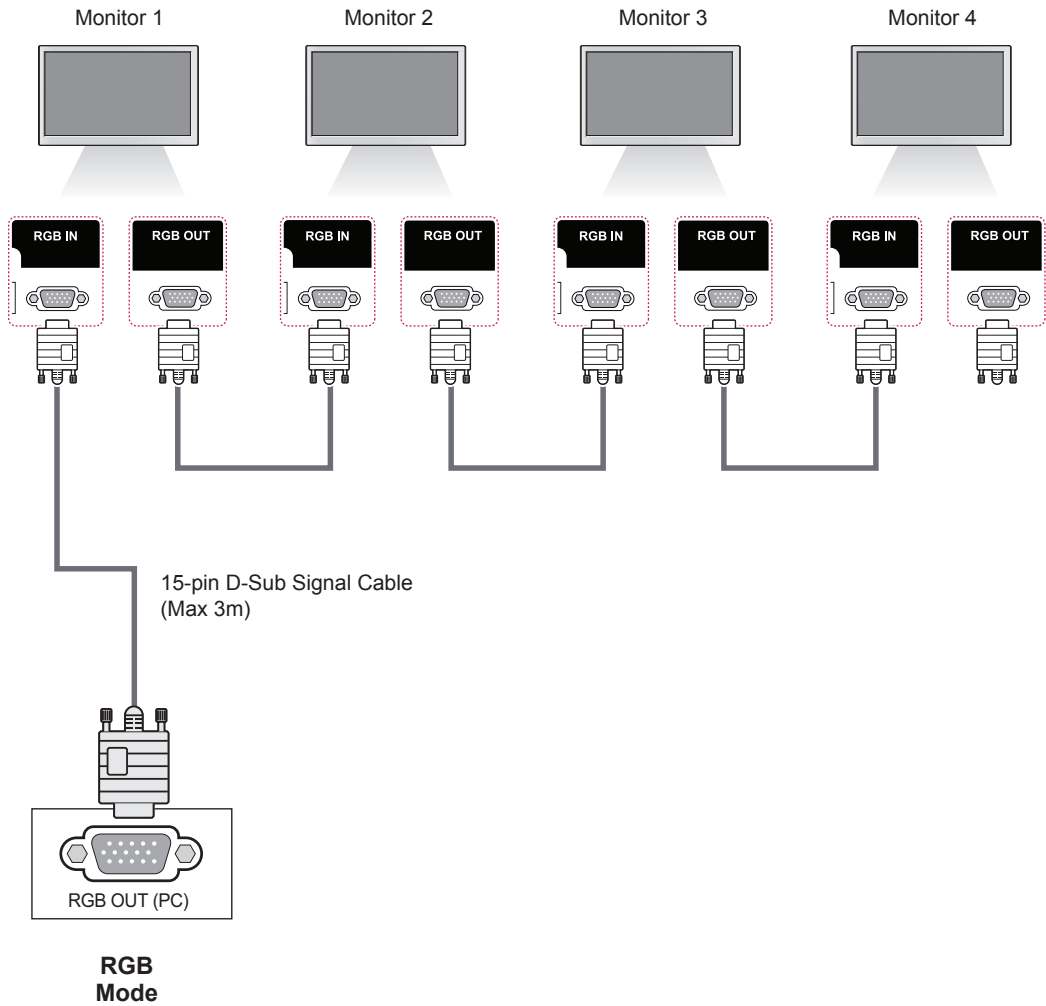 Monitor 1
Monitor 2
Monitor 3
Monitor 4
RGB IN
RGB OUT
RGB IN
RGB OUT
RGB IN
RGB OUT
RGB IN
RGB OUT
15-pin D-Sub Signal Cable
(Max 3m)
RGB OUT (PC)
RGB
Mode